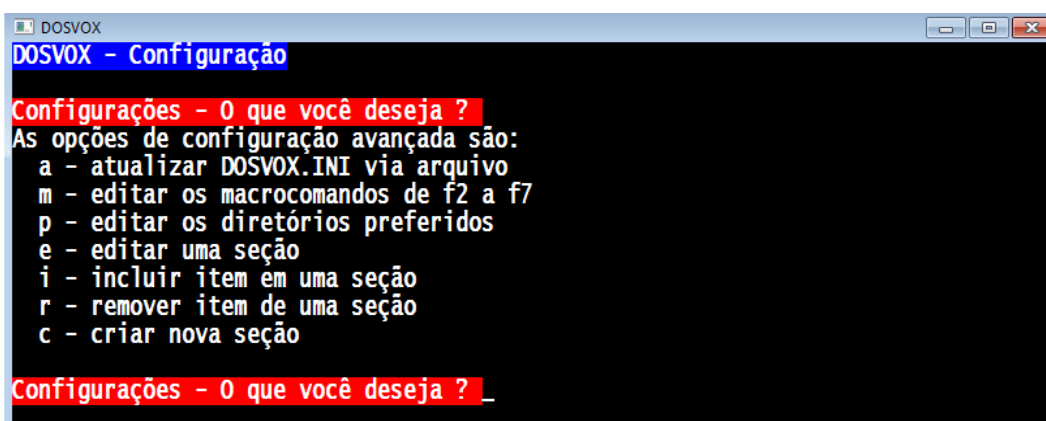 DOSVOX
DOSVOX - Configuração
Configurações - O que você deseja ?
As opções de configuração avançada são:
a - atualizar DOSVOX.INI via arquivo
m - editar os macrocomandos de f2 a f7
p - editar os diretórios preferidos
e - editar uma seção
i - incluir item em uma seção
r - remover item de uma seção
c - criar nova seção
Configurações - O que você deseja ? _